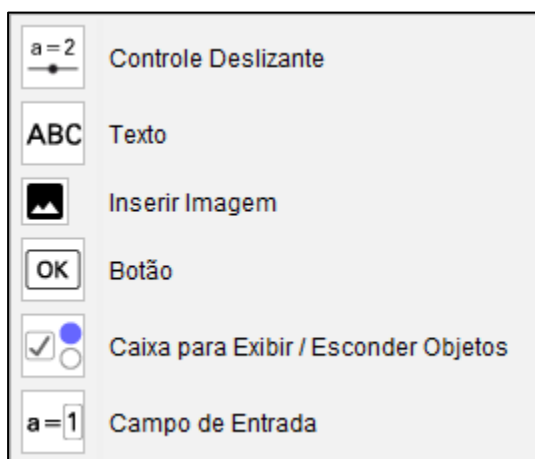 a=2 Controle Deslizante
ABC Texto
Inserir Imagem
OK Botão
Caixa para Exibir / Esconder Objetos
a=1 Campo de Entrada